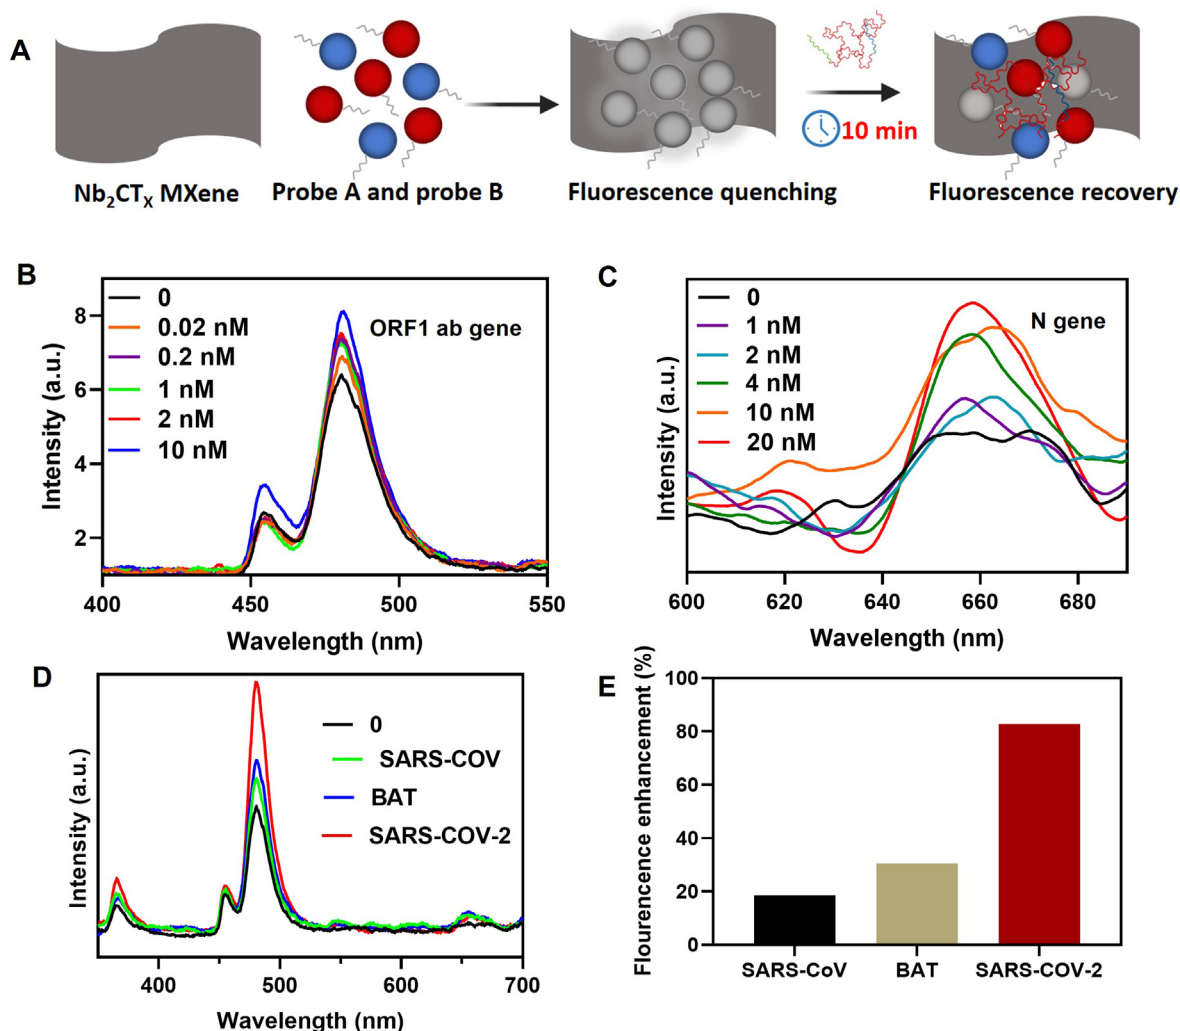 A
10 min
Nb₂CTₓ MXene
Probe A and probe B
Fluorescence quenching
Fluorescence recovery
B
Intensity (a.u.)
8
6
4
2
0
0.02 nM
0.2 nM
1 nM
2 nM
10 nM
ORF1 ab gene
400
450
500
550
Wavelength (nm)
C
Intensity (a.u.)
0
1 nM
2 nM
4 nM
10 nM
20 nM
N gene
600
620
640
660
680
Wavelength (nm)
D
Intensity (a.u.)
0
SARS-COV
BAT
SARS-COV-2
400
500
600
700
Wavelength (nm)
E
Flourencence enhancement (%)
100
80
60
40
20
0
SARS-CoV
BAT
SARS-COV-2